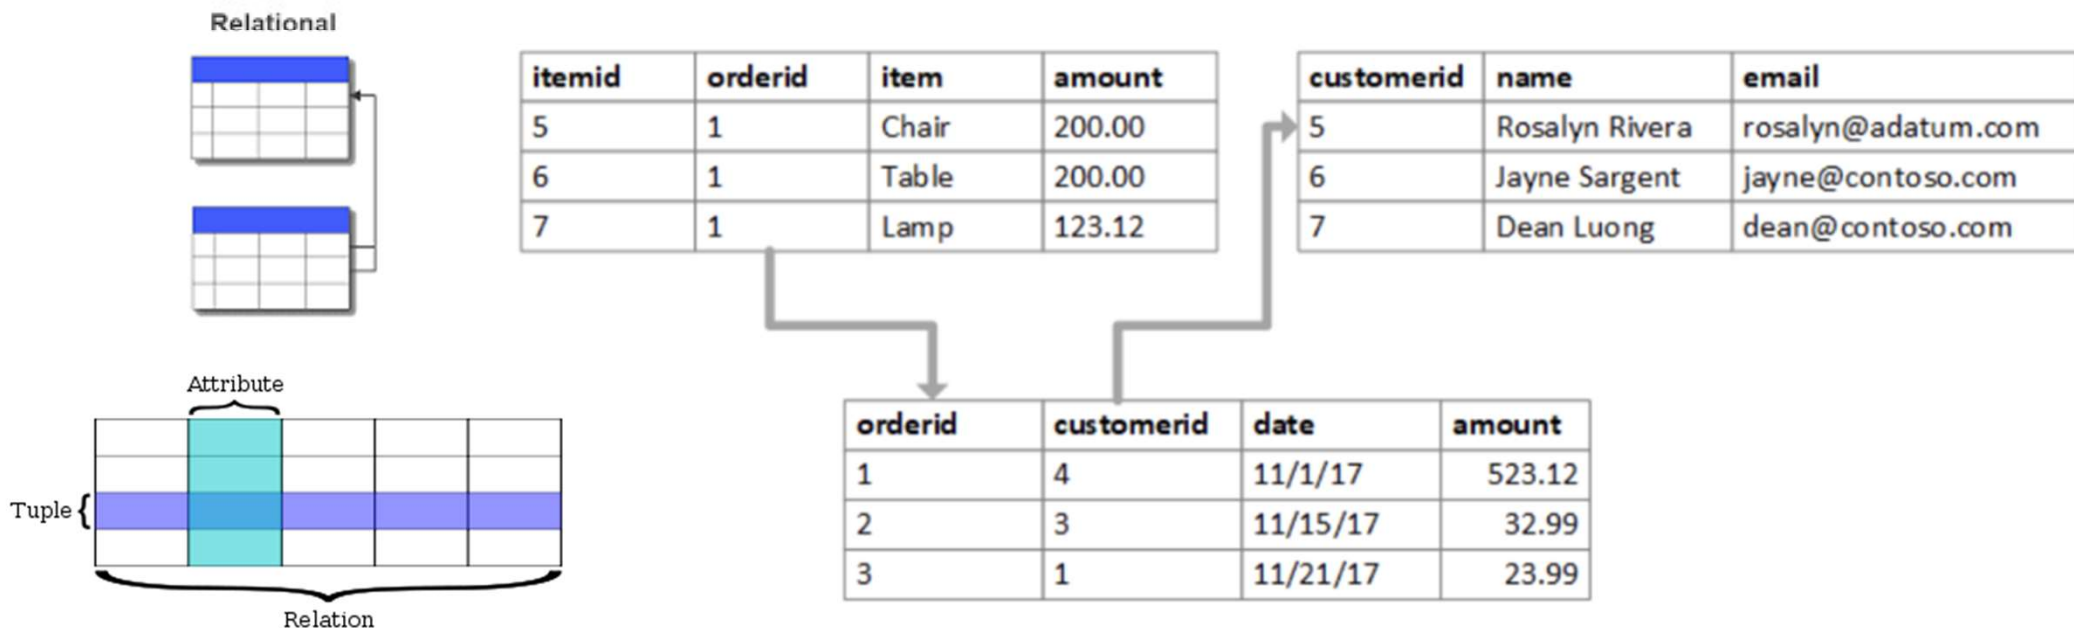 Relational
itemid orderid item amount
5 1 Chair 200.00
6 1 Table 200.00
7 1 Lamp 123.12
customerid name email
5 Rosalyn Rivera rosalyn@adatum.com
6 Jayne Sargent jayne@contoso.com
7 Dean Luong dean@contoso.com
Attribute
Tuple
Relation
orderid customerid date amount
1 4 11/1/17 523.12
2 3 11/15/17 32.99
3 1 11/21/17 23.99